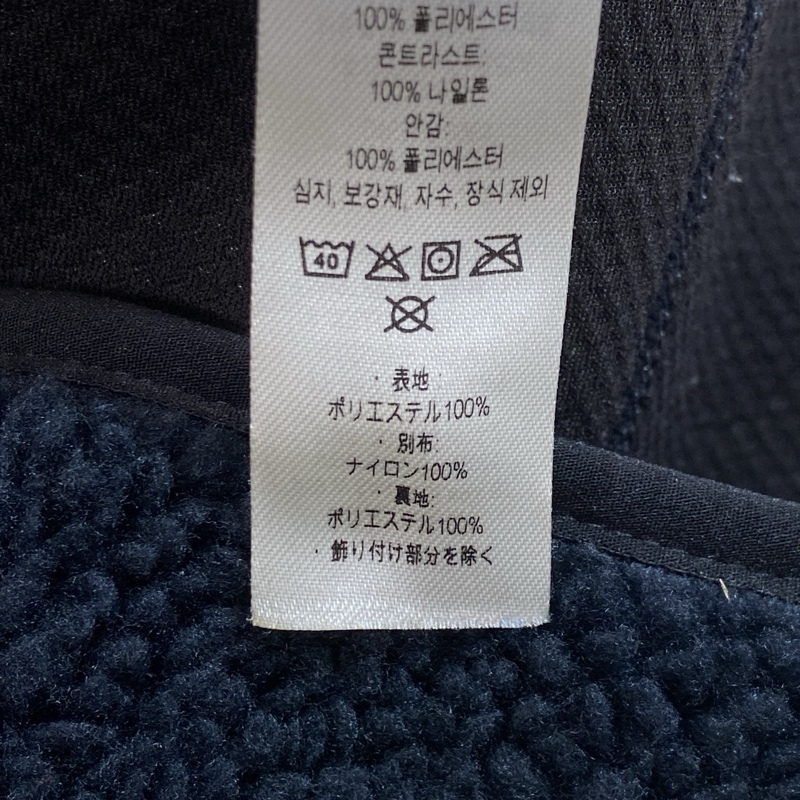 100% 폴리에스터
콘트라스트:
100% 나일론
안감:
100% 폴리에스터
심지, 보강재, 자수, 장식 제외
40
・表地:
ポリエステル100%
・別布:
ナイロン100%
・裏地:
ポリエステル100%
・飾り付け部分を除く